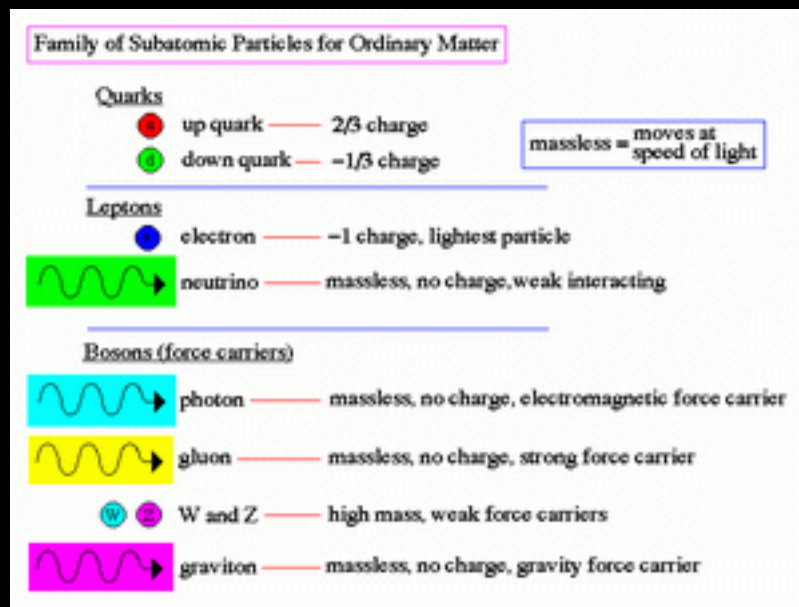 Family of Subatomic Particles for Ordinary Matter
Quarks
u up quark 2/3 charge
d down quark -1/3 charge
massless = moves at speed of light
Leptons
electron -1 charge, lightest particle
neutrino massless, no charge,weak interacting
Bosons (force carriers)
photon massless, no charge, electromagnetic force carrier
gluon massless, no charge, strong force carrier
W Z W and Z high mass, weak force carriers
graviton massless, no charge, gravity force carrier